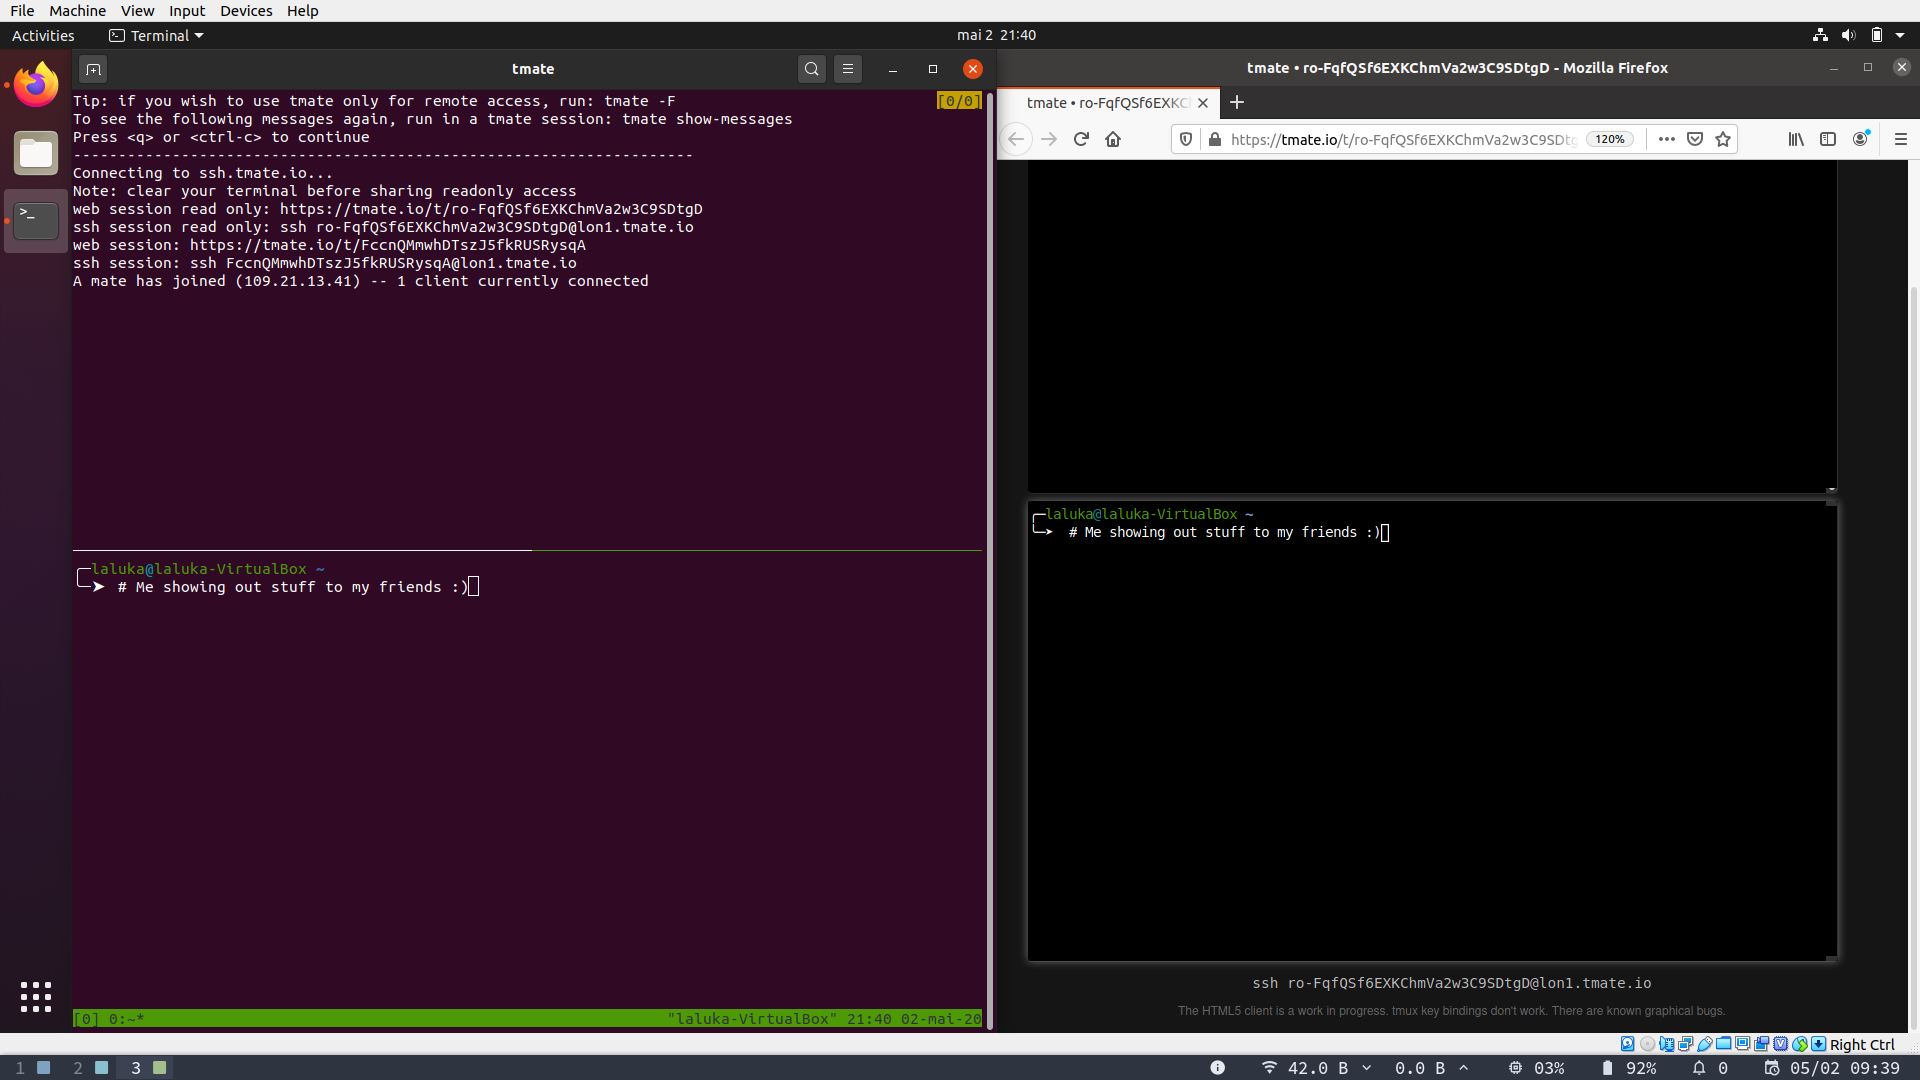 File Machine View Input Devices Help
Activities Terminal mai 2 21:40
tmate
Tip: if you wish to use tmate only for remote access, run: tmate -F [0/0]
To see the following messages again, run in a tmate session: tmate show-messages
Press <q> or <ctrl-c> to continue
---------------------------------------------------------------------
Connecting to ssh.tmate.io...
Note: clear your terminal before sharing readonly access
web session read only: https://tmate.io/t/ro-FqfQSf6EXKChmVa2w3C9SDtgD
ssh session read only: ssh ro-FqfQSf6EXKChmVa2w3C9SDtgD@lon1.tmate.io
web session: https://tmate.io/t/FccnQMmwhDTszJ5fkRUSRysqA
ssh session: ssh FccnQMmwhDTszJ5fkRUSRysqA@lon1.tmate.io
A mate has joined (109.21.13.41) -- 1 client currently connected
laluka@laluka-VirtualBox ~
# Me showing out stuff to my friends :)
[0] 0:~* "laluka-VirtualBox" 21:40 02-mai-20
tmate • ro-FqfQSf6EXKChmVa2w3C9SDtgD - Mozilla Firefox
tmate • ro-FqfQSf6EXKC
https://tmate.io/t/ro-FqfQSf6EXKChmVa2w3C9SDtg 120%
laluka@laluka-VirtualBox ~
# Me showing out stuff to my friends :)
ssh ro-FqfQSf6EXKChmVa2w3C9SDtgD@lon1.tmate.io
The HTML5 client is a work in progress. tmux key bindings don't work. There are known graphical bugs.
Right Ctrl
1 2 3 42.0 B 0.0 B 03% 92% 0 05/02 09:39